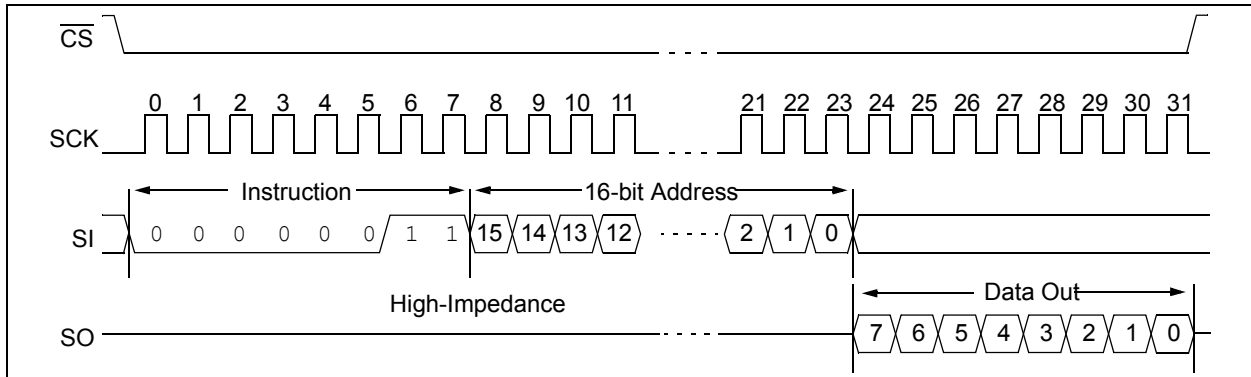 CS
0 1 2 3 4 5 6 7 8 9 10 11 21 22 23 24 25 26 27 28 29 30 31
SCK
Instruction 16-bit Address
SI 0 0 0 0 0 0 1 1 15 14 13 12 2 1 0
High-Impedance Data Out
SO 7 6 5 4 3 2 1 0